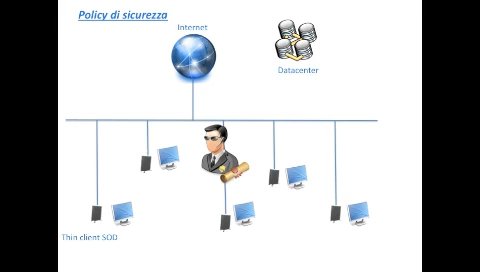 Policy di sicurezza
Internet
Datacenter
Thin client SOD